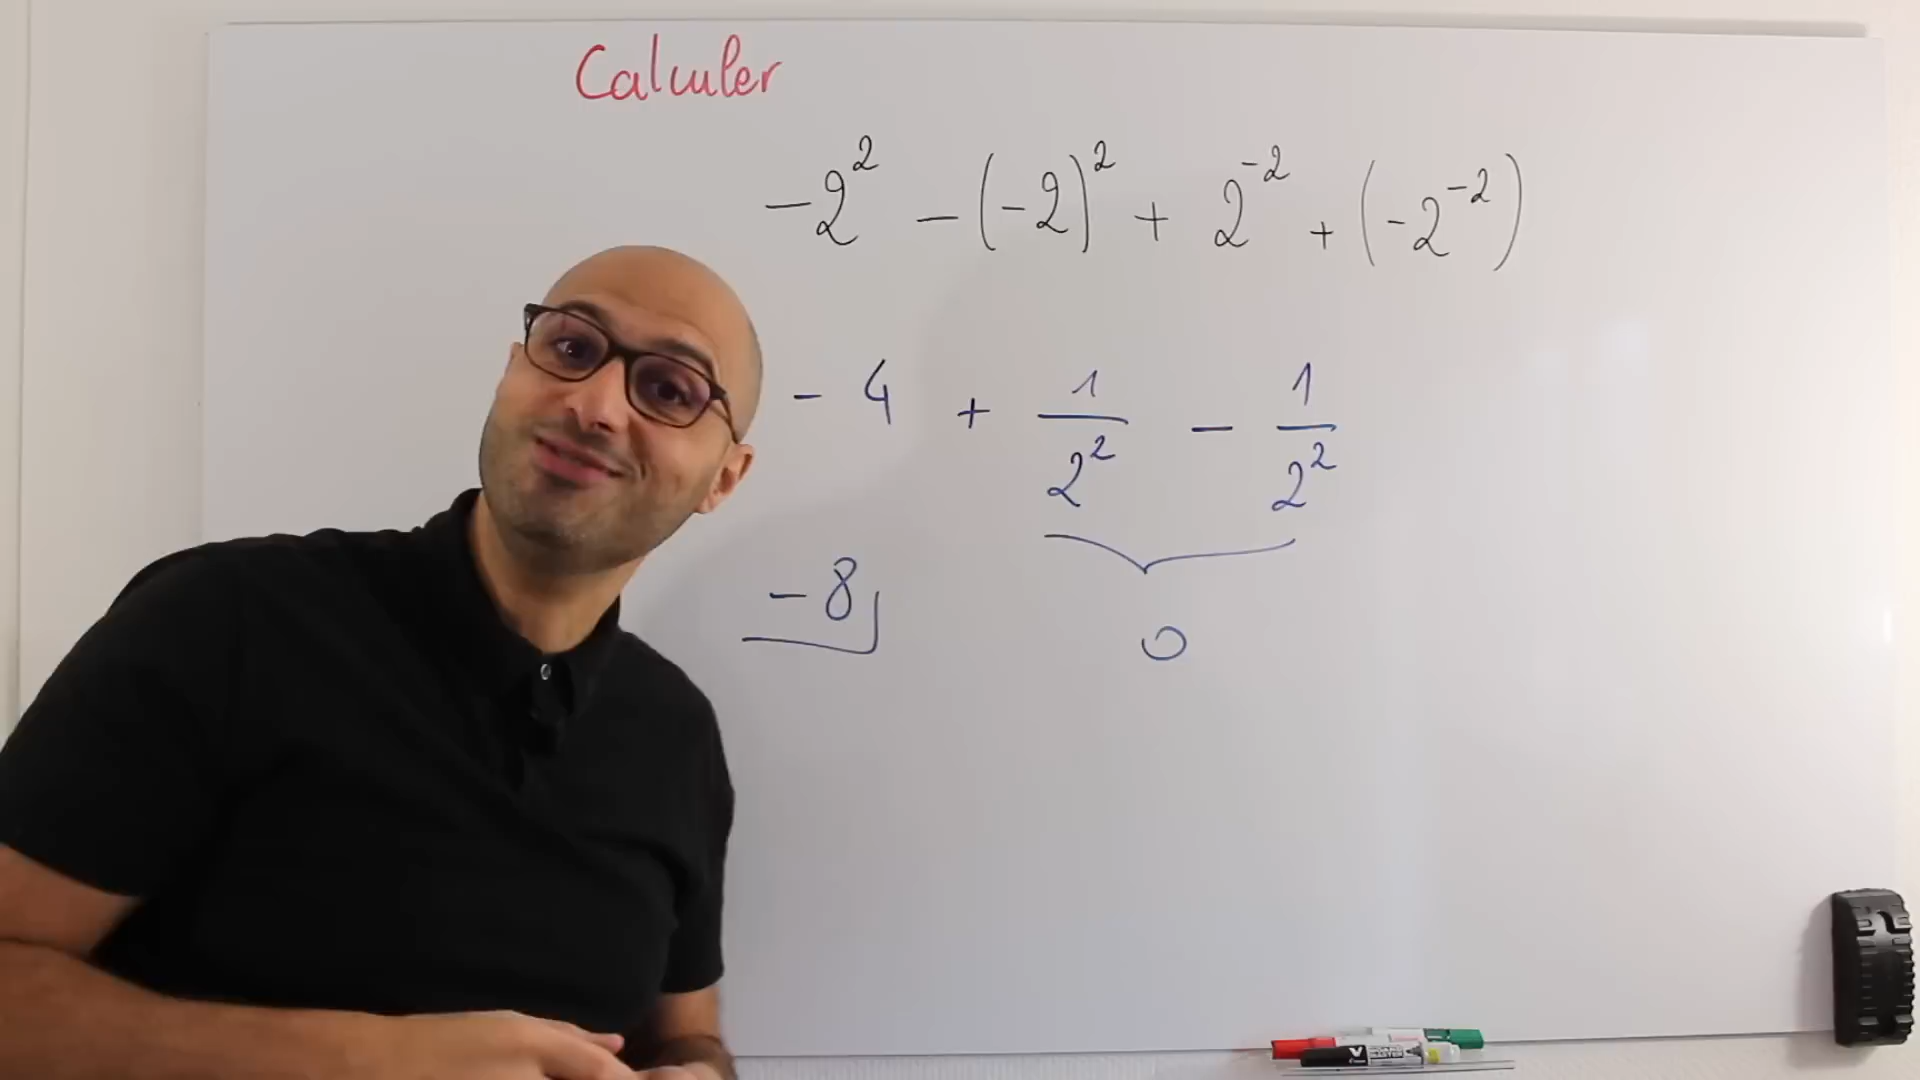 Calculer
-2² - (-2)² + 2⁻² + (-2⁻²)
- 4 + 1/2² - 1/2²
-8
0
V